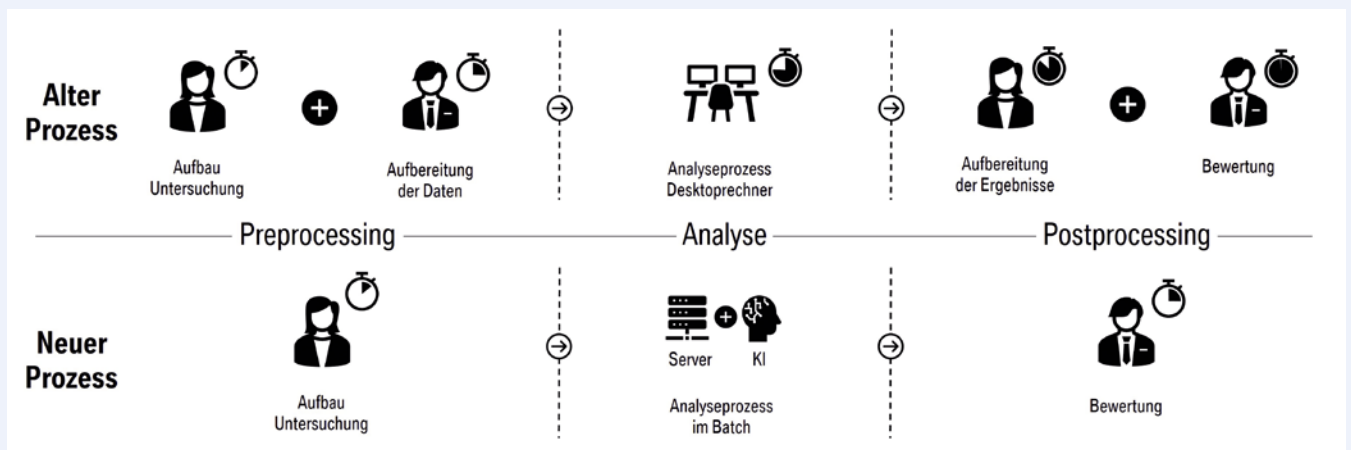 Alter
Prozess
Aufbau
Untersuchung
Aufbereitung
der Daten
Analyseprozess
Desktoprechner
Aufbereitung
der Ergebnisse
Bewertung
Preprocessing
Analyse
Postprocessing
Neuer
Prozess
Aufbau
Untersuchung
Server
KI
Analyseprozess
im Batch
Bewertung